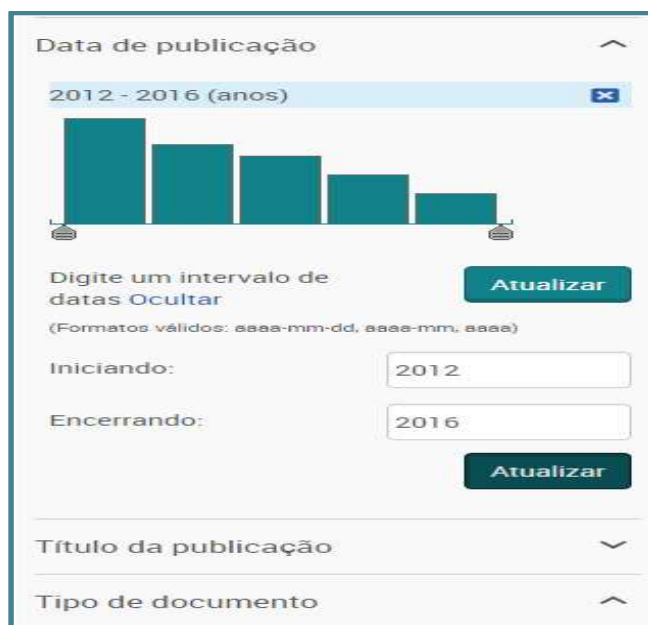 Data de publicação
2012 - 2016 (anos)
Digite um intervalo de
datas Ocultar
Atualizar
(Formatos válidos: aaaa-mm-dd, aaaa-mm, aaaa)
Iniciando:
2012
Encerrando:
2016
Atualizar
Título da publicação
Tipo de documento